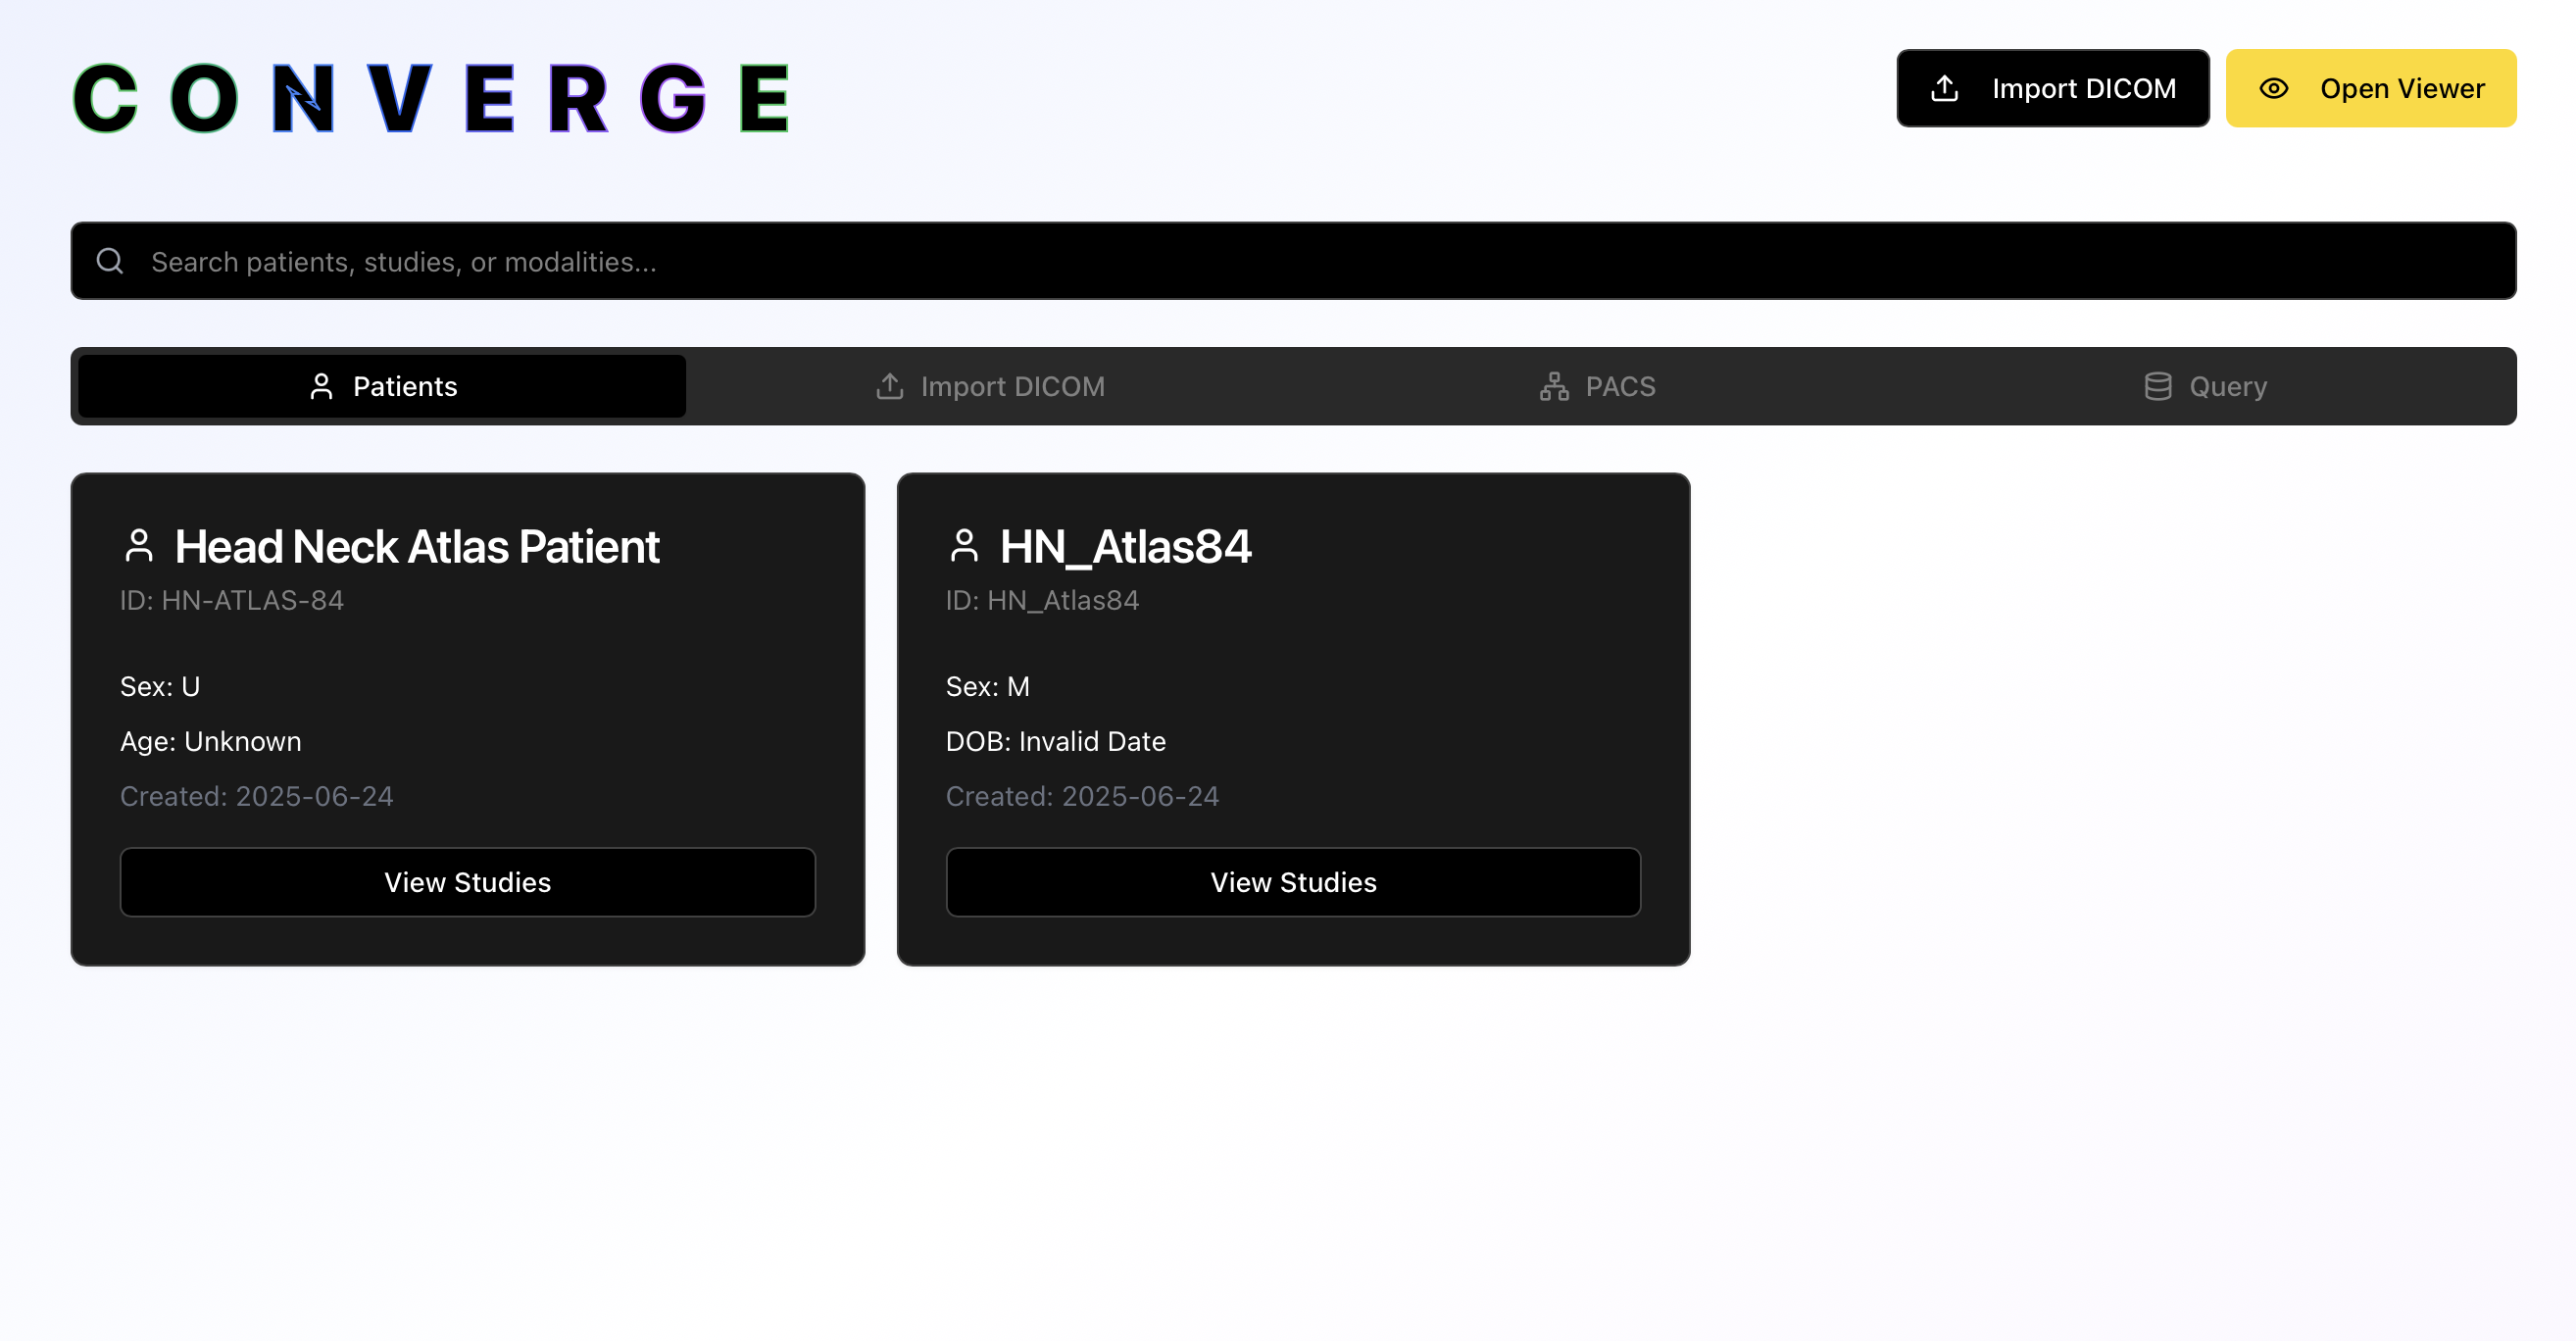 CONVERGE
Import DICOM
Open Viewer
Search patients, studies, or modalities...
Patients
Import DICOM
PACS
Query
Head Neck Atlas Patient
ID: HN-ATLAS-84
Sex: U
Age: Unknown
Created: 2025-06-24
View Studies
HN_Atlas84
ID: HN_Atlas84
Sex: M
DOB: Invalid Date
Created: 2025-06-24
View Studies